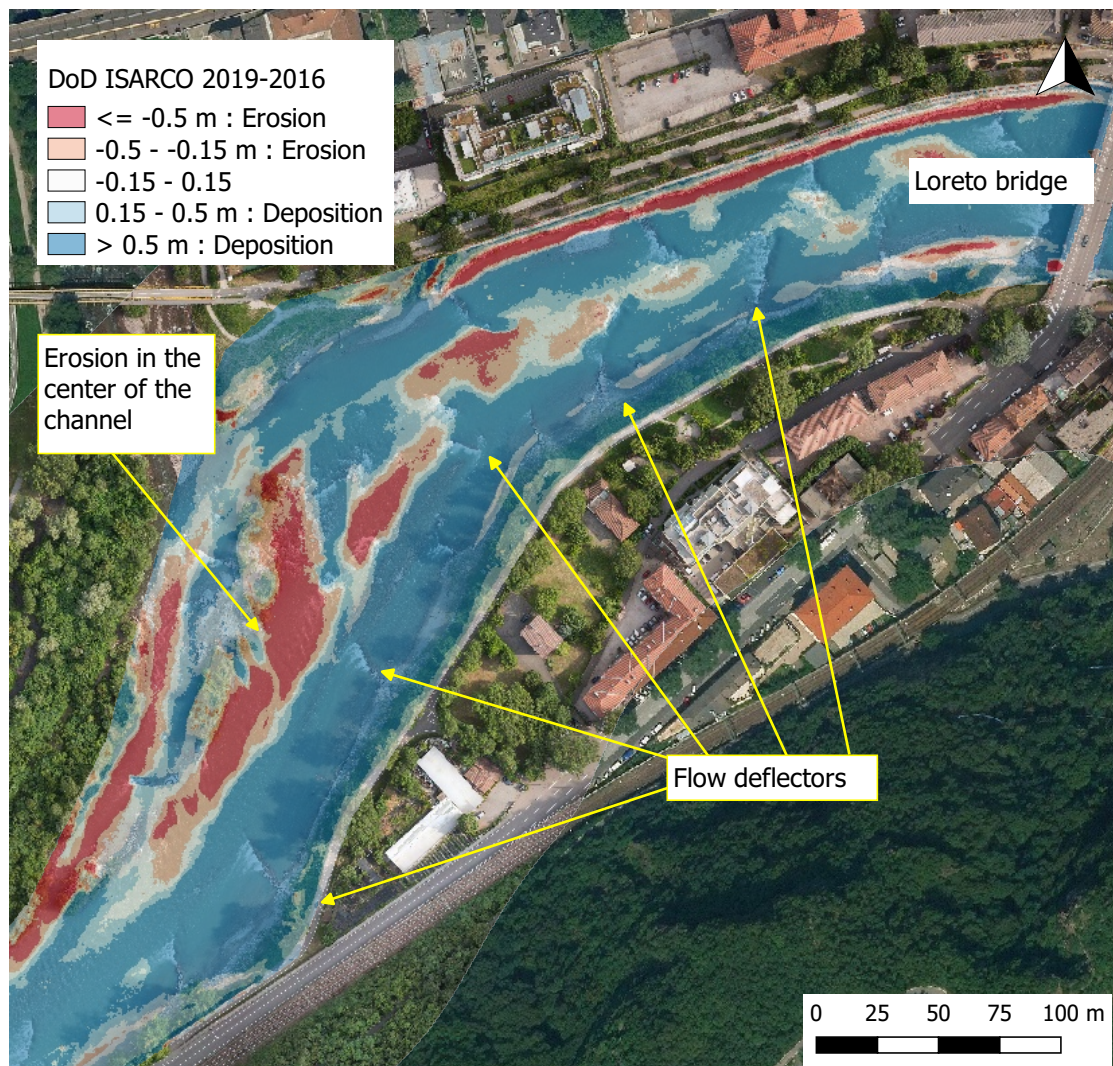 DoD ISARCO 2019-2016
<= -0.5 m : Erosion
-0.5 - -0.15 m : Erosion
-0.15 - 0.15
0.15 - 0.5 m : Deposition
> 0.5 m : Deposition
Loreto bridge
Erosion in the
center of the
channel
Flow deflectors
0 25 50 75 100 m